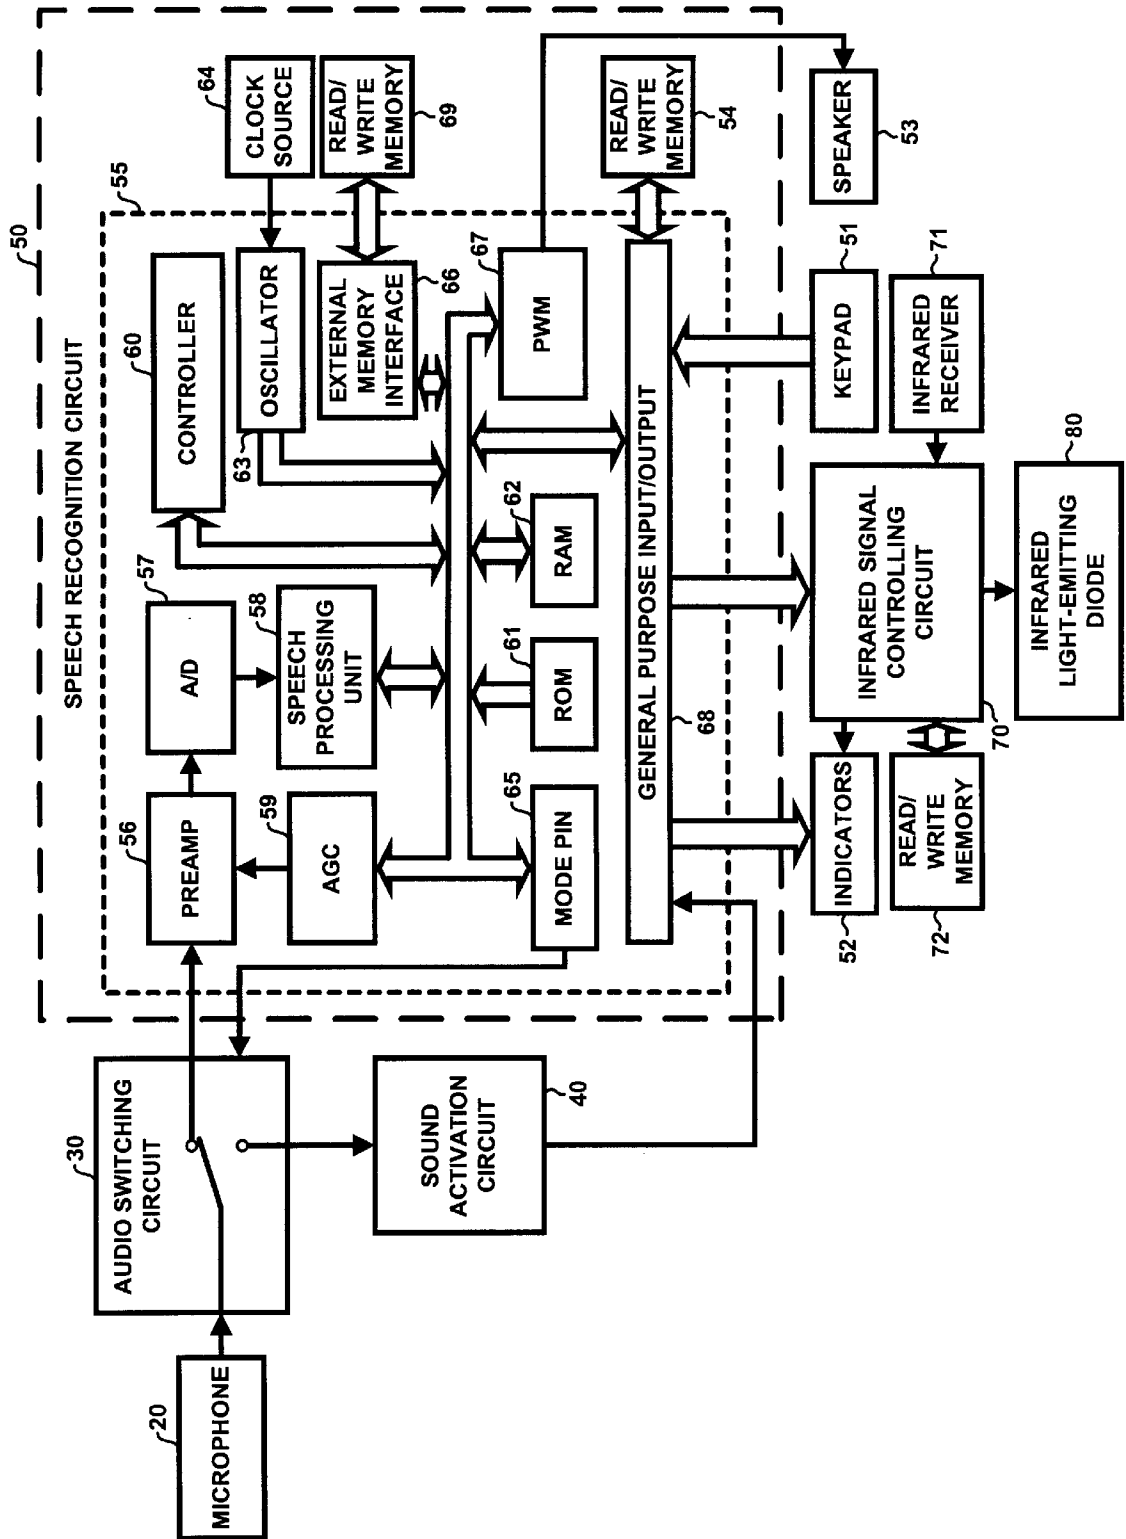 50
SPEECH RECOGNITION CIRCUIT
55
20
MICROPHONE
30
AUDIO SWITCHING
CIRCUIT
40
SOUND
ACTIVATION
CIRCUIT
56
PREAMP
57
A/D
60
CONTROLLER
59
AGC
58
SPEECH
PROCESSING
UNIT
63
OSCILLATOR
64
CLOCK
SOURCE
66
EXTERNAL
MEMORY
INTERFACE
69
READ/
WRITE
MEMORY
65
MODE PIN
61
ROM
62
RAM
67
PWM
68
GENERAL PURPOSE INPUT/OUTPUT
54
READ/
WRITE
MEMORY
52
INDICATORS
72
READ/
WRITE
MEMORY
70
INFRARED SIGNAL
CONTROLLING
CIRCUIT
51
KEYPAD
71
INFRARED
RECEIVER
53
SPEAKER
80
INFRARED
LIGHT-EMITTING
DIODE